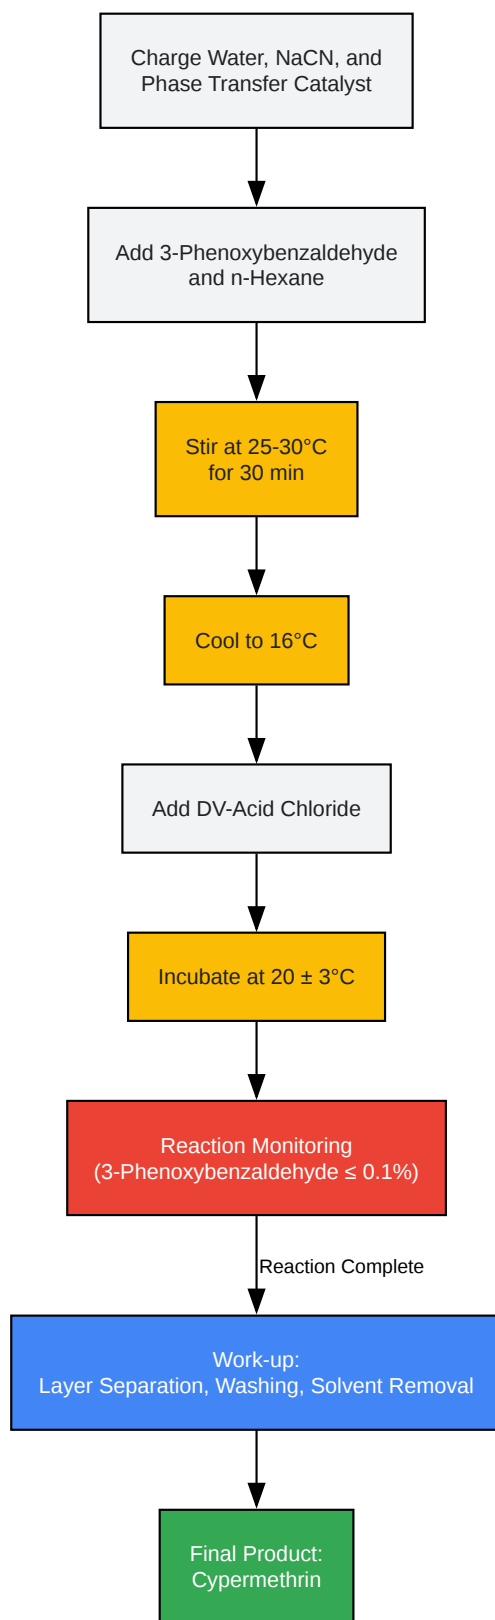 Charge Water, NaCN, and
Phase Transfer Catalyst
Add 3-Phenoxybenzaldehyde
and n-Hexane
Stir at 25-30°C
for 30 min
Cool to 16°C
Add DV-Acid Chloride
Incubate at 20 ± 3°C
Reaction Monitoring
(3-Phenoxybenzaldehyde ≤ 0.1%)
Reaction Complete
Work-up:
Layer Separation, Washing, Solvent Removal
Final Product:
Cypermethrin